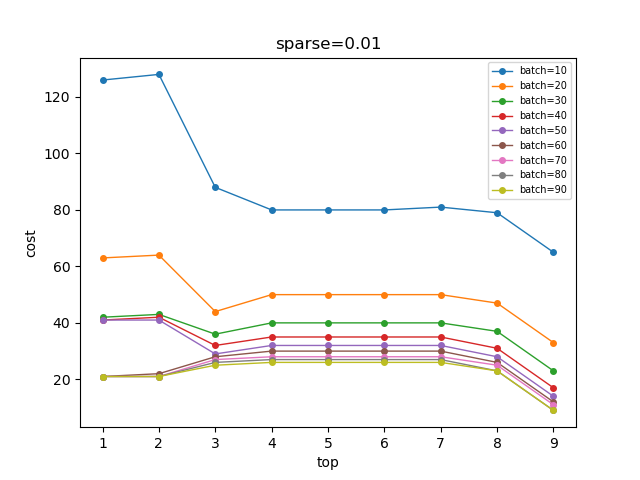 sparse=0.01
cost
120
100
80
60
40
20
1 2 3 4 5 6 7 8 9
top
batch=10
batch=20
batch=30
batch=40
batch=50
batch=60
batch=70
batch=80
batch=90